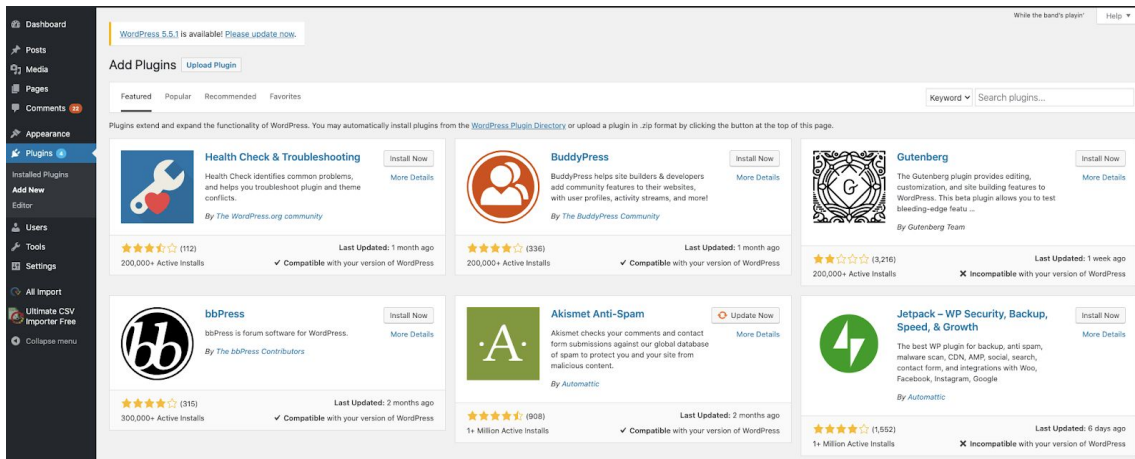 While the band's playin'
Help ▼
Dashboard
Posts
Media
Pages
Comments 22
Appearance
Plugins 4
Installed Plugins
Add New
Editor
Users
Tools
Settings
All Import
Ultimate CSV
Importer Free
Collapse menu
WordPress 5.5.1 is available! Please update now.
Add Plugins Upload Plugin
Featured Popular Recommended Favorites
Keyword Search plugins...
Plugins extend and expand the functionality of WordPress. You may automatically install plugins from the WordPress Plugin Directory or upload a plugin in .zip format by clicking the button at the top of this page.
Health Check & Troubleshooting
Install Now
More Details
Health Check identifies common problems,
and helps you troubleshoot plugin and theme
conflicts.
By The WordPress.org community
(112)
Last Updated: 1 month ago
200,000+ Active Installs
Compatible with your version of WordPress
BuddyPress
Install Now
More Details
BuddyPress helps site builders & developers
add community features to their websites,
with user profiles, activity streams, and more!
By The BuddyPress Community
(336)
Last Updated: 1 month ago
200,000+ Active Installs
Compatible with your version of WordPress
G
Gutenberg
Install Now
More Details
The Gutenberg plugin provides editing,
customization, and site building features to
WordPress. This beta plugin allows you to test
bleeding-edge featu ...
By Gutenberg Team
(3,216)
Last Updated: 1 week ago
200,000+ Active Installs
Incompatible with your version of WordPress
bb
bbPress
Install Now
More Details
bbPress is forum software for WordPress.
By The bbPress Contributors
(315)
Last Updated: 2 months ago
300,000+ Active Installs
Compatible with your version of WordPress
·A·
Akismet Anti-Spam
Update Now
More Details
Akismet checks your comments and contact
form submissions against our global database
of spam to protect you and your site from
malicious content.
By Automattic
(908)
Last Updated: 2 months ago
1+ Million Active Installs
Compatible with your version of WordPress
Jetpack – WP Security, Backup,
Speed, & Growth
Install Now
More Details
The best WP plugin for backup, anti spam,
malware scan, CDN, AMP, social, search,
contact form, and integrations with Woo,
Facebook, Instagram, Google
By Automattic
(1,552)
Last Updated: 6 days ago
1+ Million Active Installs
Incompatible with your version of WordPress